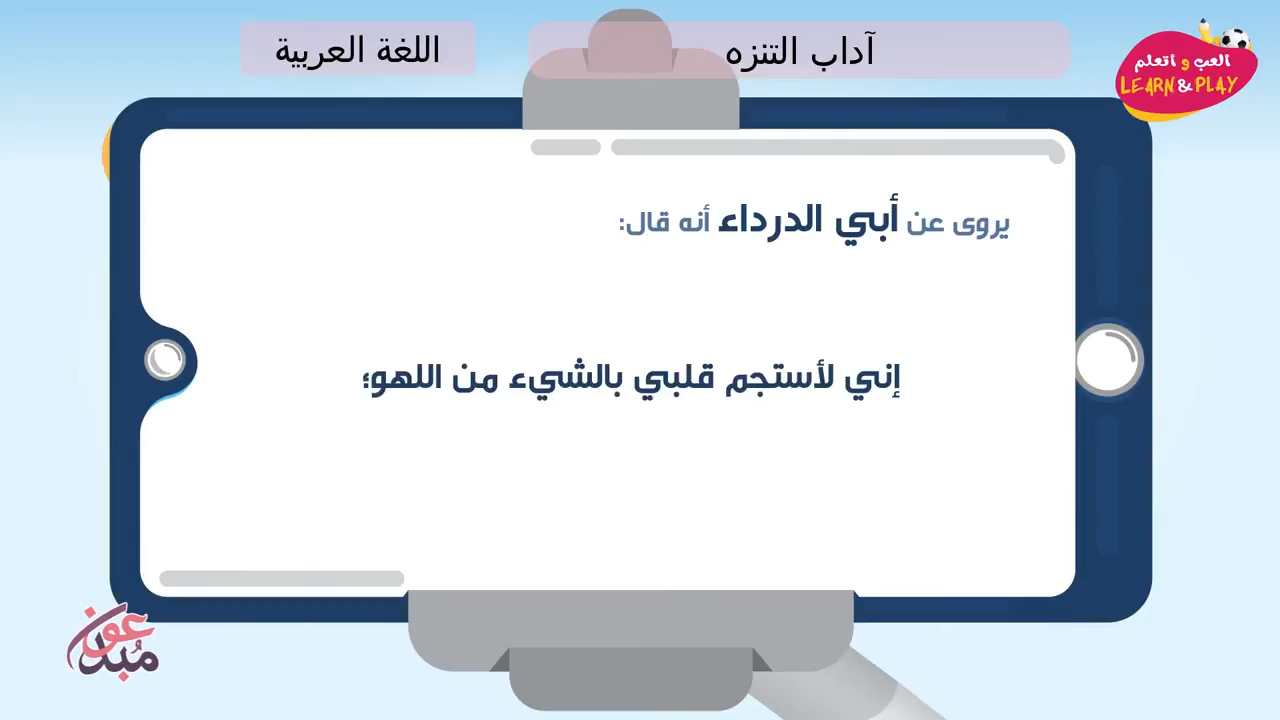 آداب التنزه
اللغة العربية
العب و اتعلم
LEARN & PLAY
يروى عن أبي الدرداء أنه قال:
إني لأستجم قلبي بالشيء من اللهو؛
مُبدعون